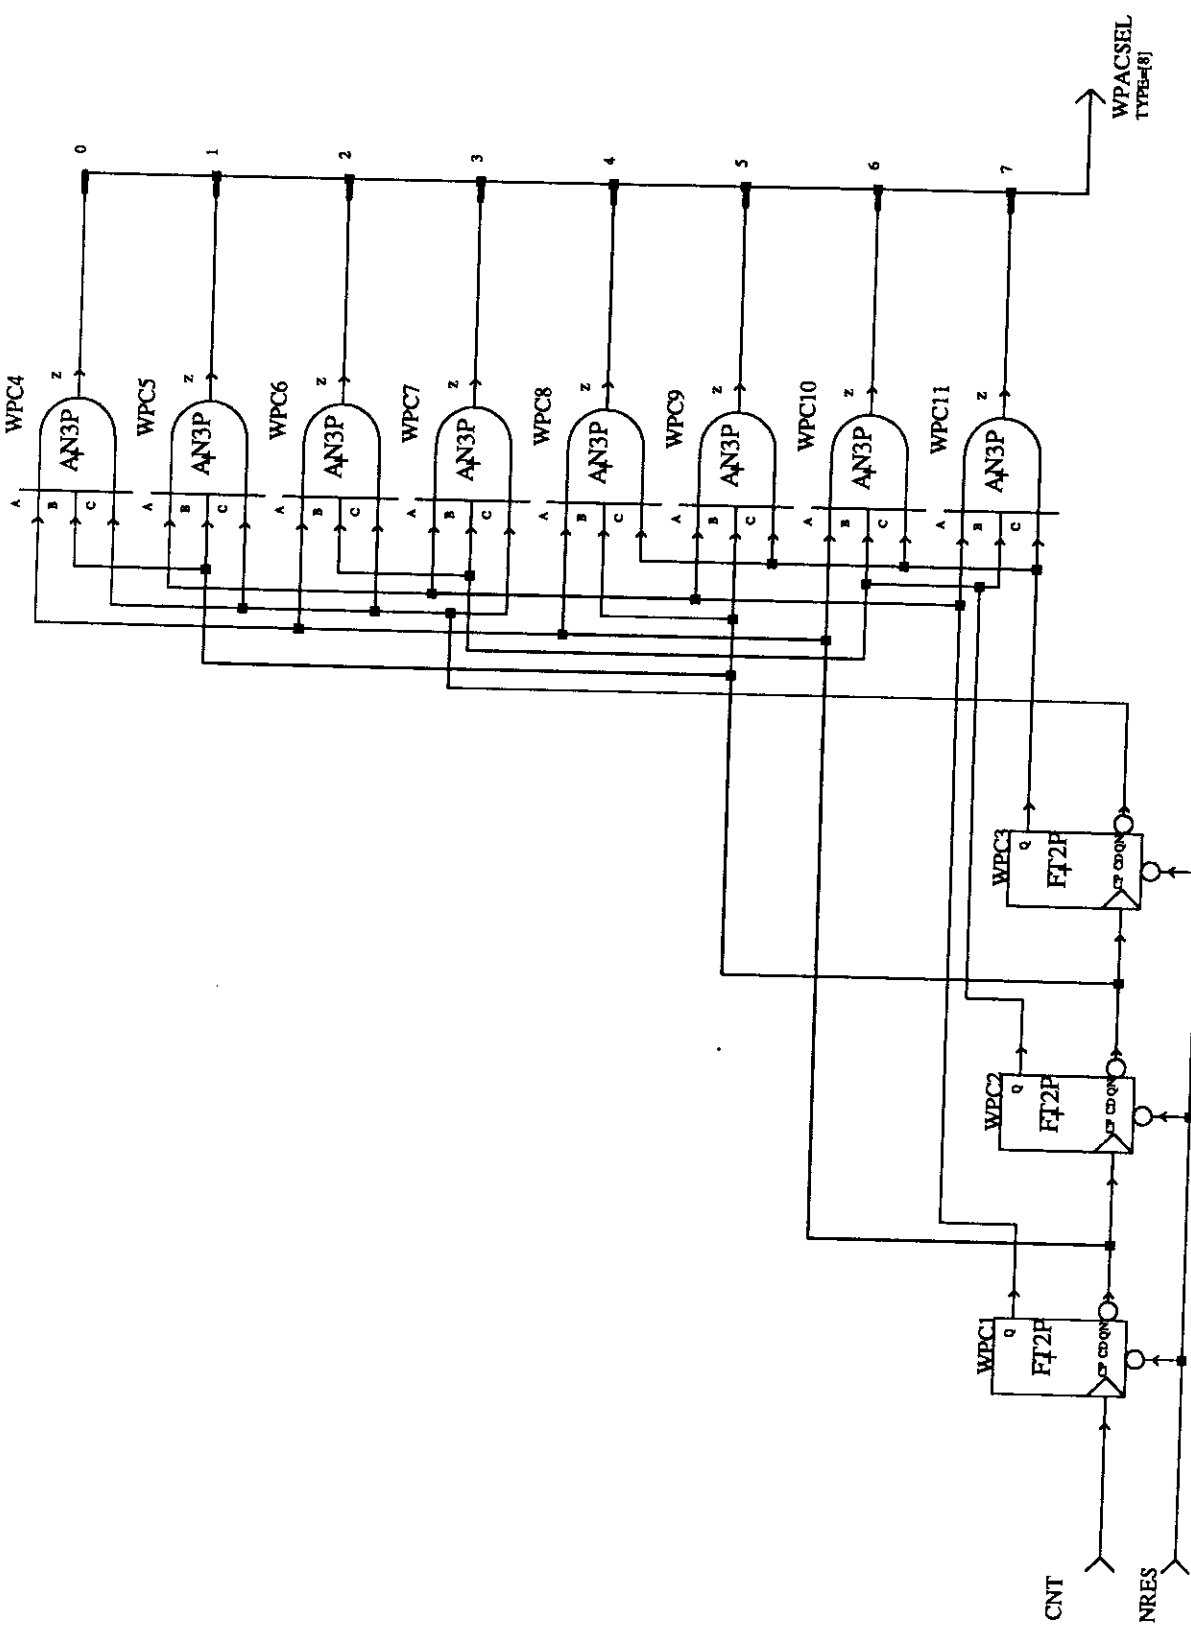 WPC4
A
B
C
AN3P
Z
0
WPC5
A
B
C
AN3P
Z
1
WPC6
A
B
C
AN3P
Z
2
WPC7
A
B
C
AN3P
Z
3
WPC8
A
B
C
AN3P
Z
4
WPC9
A
B
C
AN3P
Z
5
WPC10
A
B
C
AN3P
Z
6
WPC11
A
B
C
AN3P
Z
7
WPACSEL
TYPE=[8]
WPC1
Q
FT2P
CP CD QN
WPC2
Q
FT2P
CP CD QN
WPC3
Q
FT2P
CP CD QN
CNT
NRES